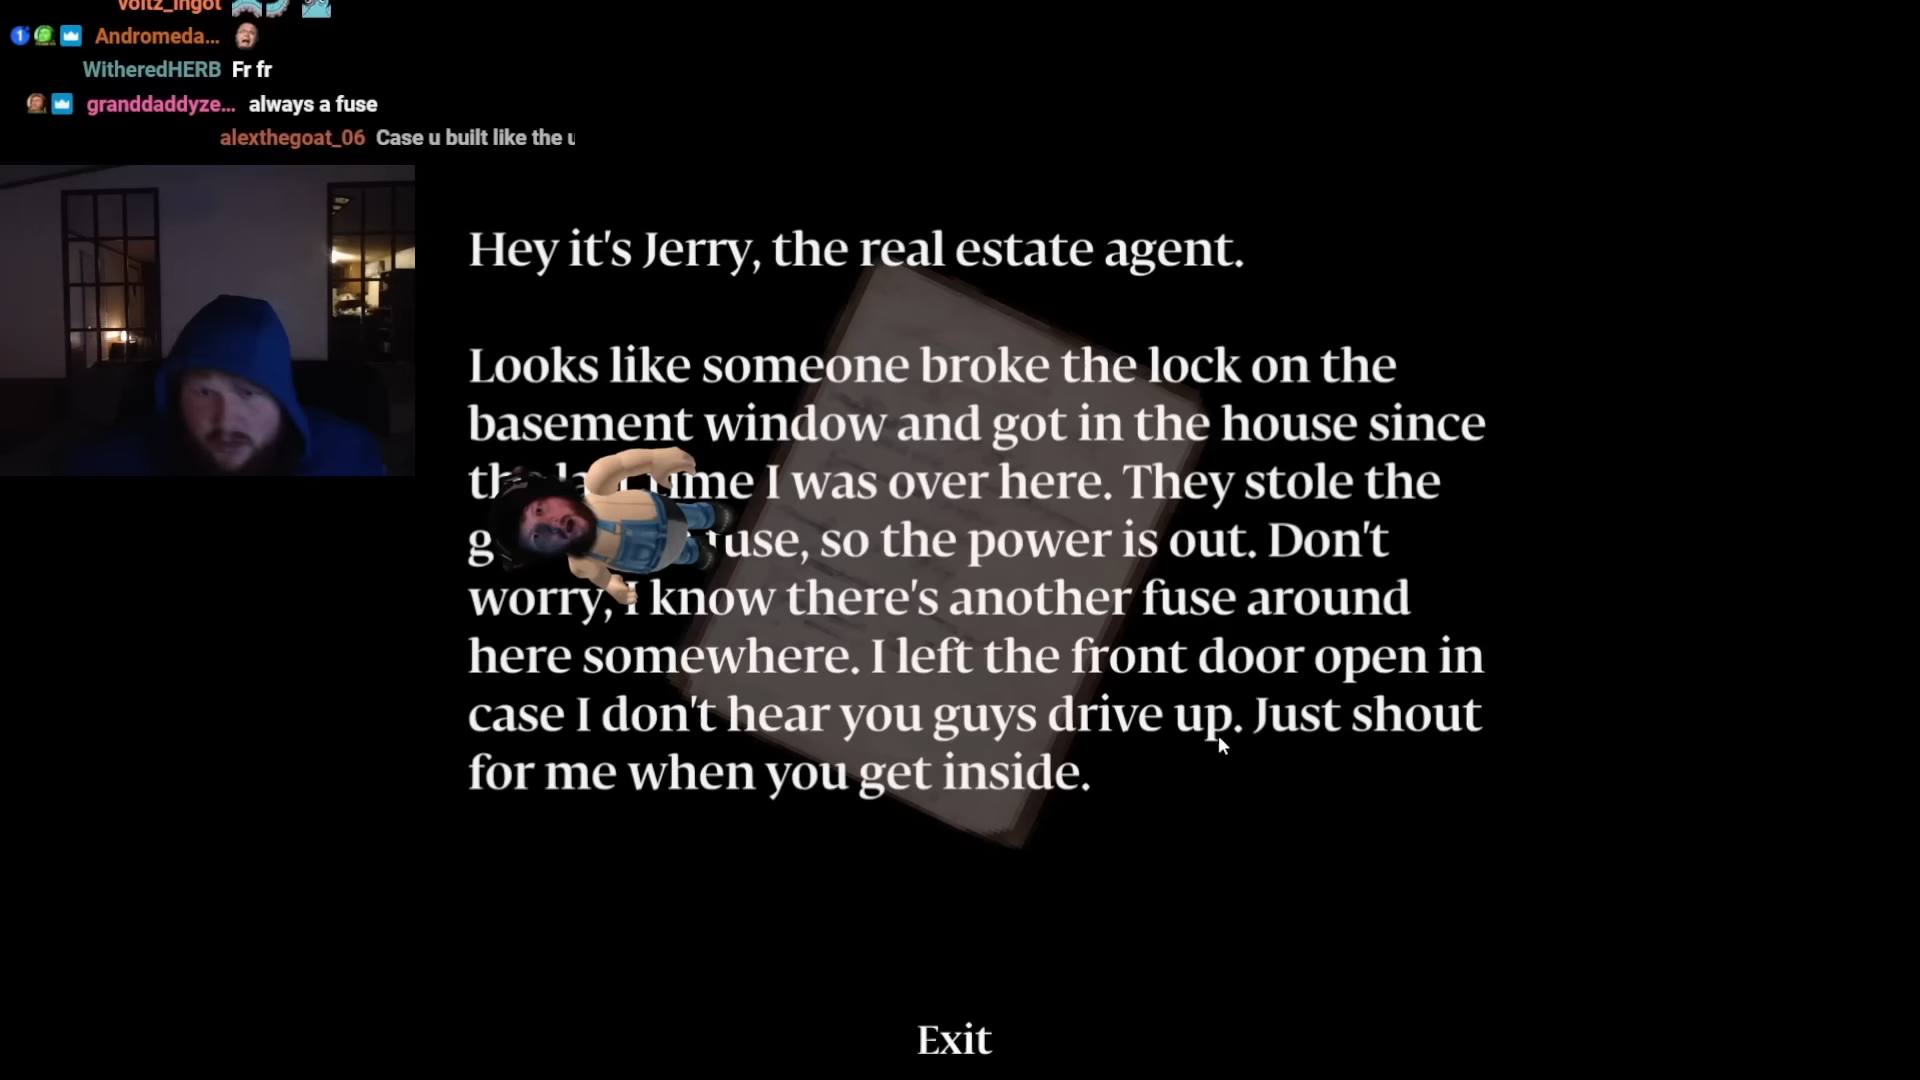 voltz_ingot
1 Andromeda...
WitheredHERB Fr fr
granddaddyze... always a fuse
alexthegoat_06 Case u built like the
Hey it's Jerry, the real estate agent.
Looks like someone broke the lock on the
basement window and got in the house since
time I was over here. They stole the
fuse, so the power is out. Don't
worry, I know there's another fuse around
here somewhere. I left the front door open in
case I don't hear you guys drive up. Just shout
for me when you get inside.
Exit